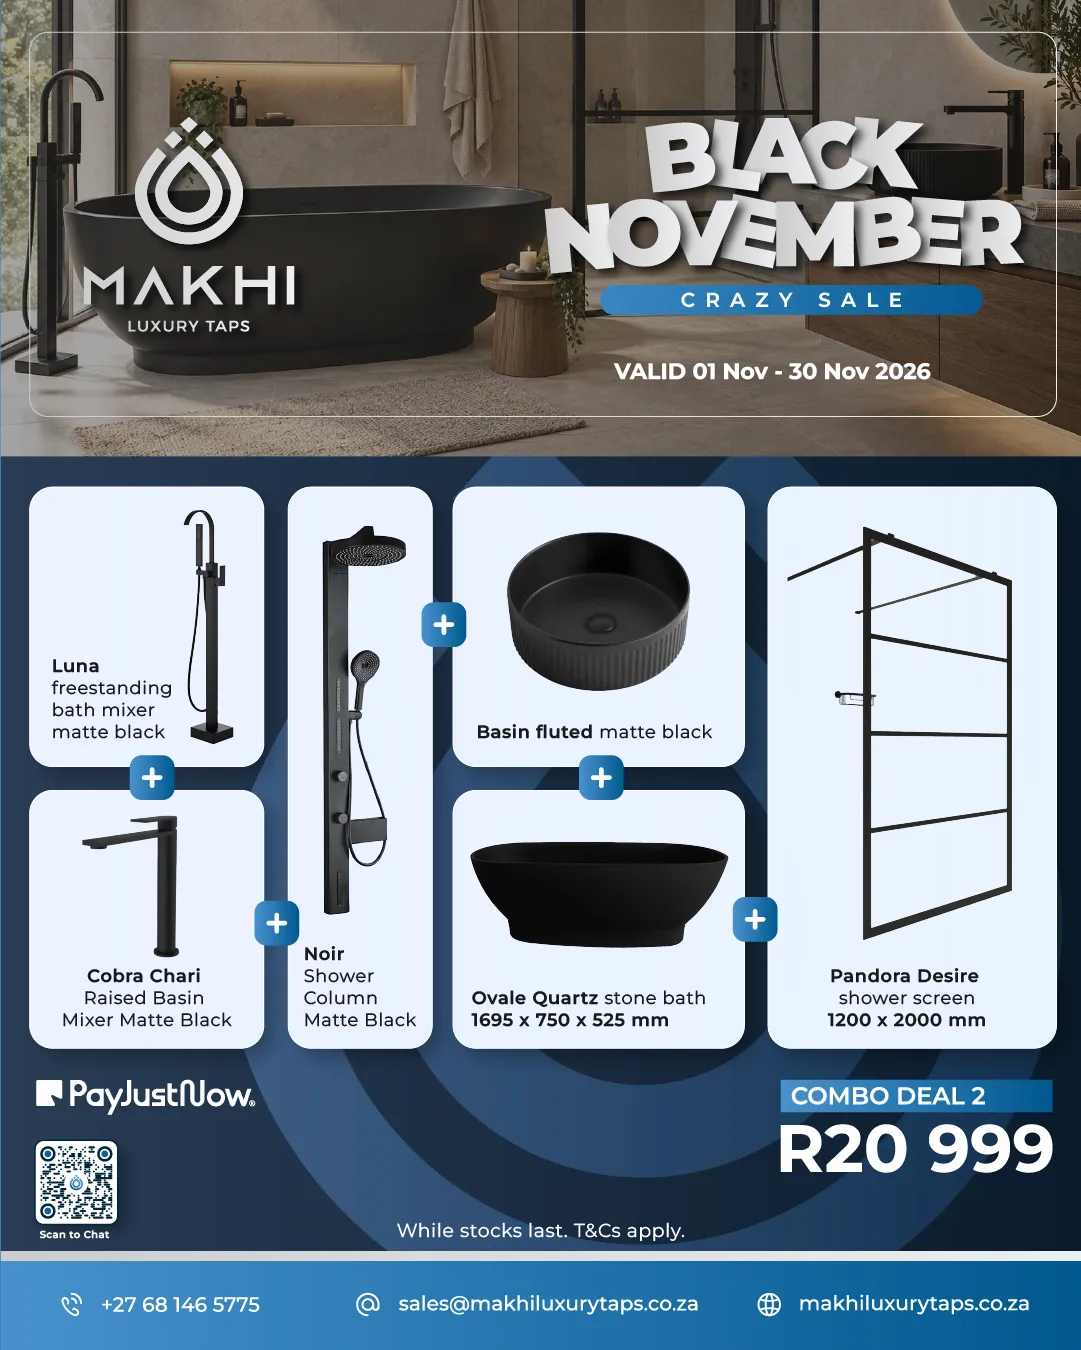 MAKHI
LUXURY TAPS
BLACK
NOVEMBER
CRAZY SALE
VALID 01 Nov - 30 Nov 2026
Luna
freestanding
bath mixer
matte black
Cobra Chari
Raised Basin
Mixer Matte Black
Noir
Shower
Column
Matte Black
Basin fluted matte black
Ovale Quartz stone bath
1695 x 750 x 525 mm
Pandora Desire
shower screen
1200 x 2000 mm
PayJustNow®
COMBO DEAL 2
R20 999
Scan to Chat
While stocks last. T&Cs apply.
+27 68 146 5775
sales@makhiluxurytaps.co.za
makhiluxurytaps.co.za